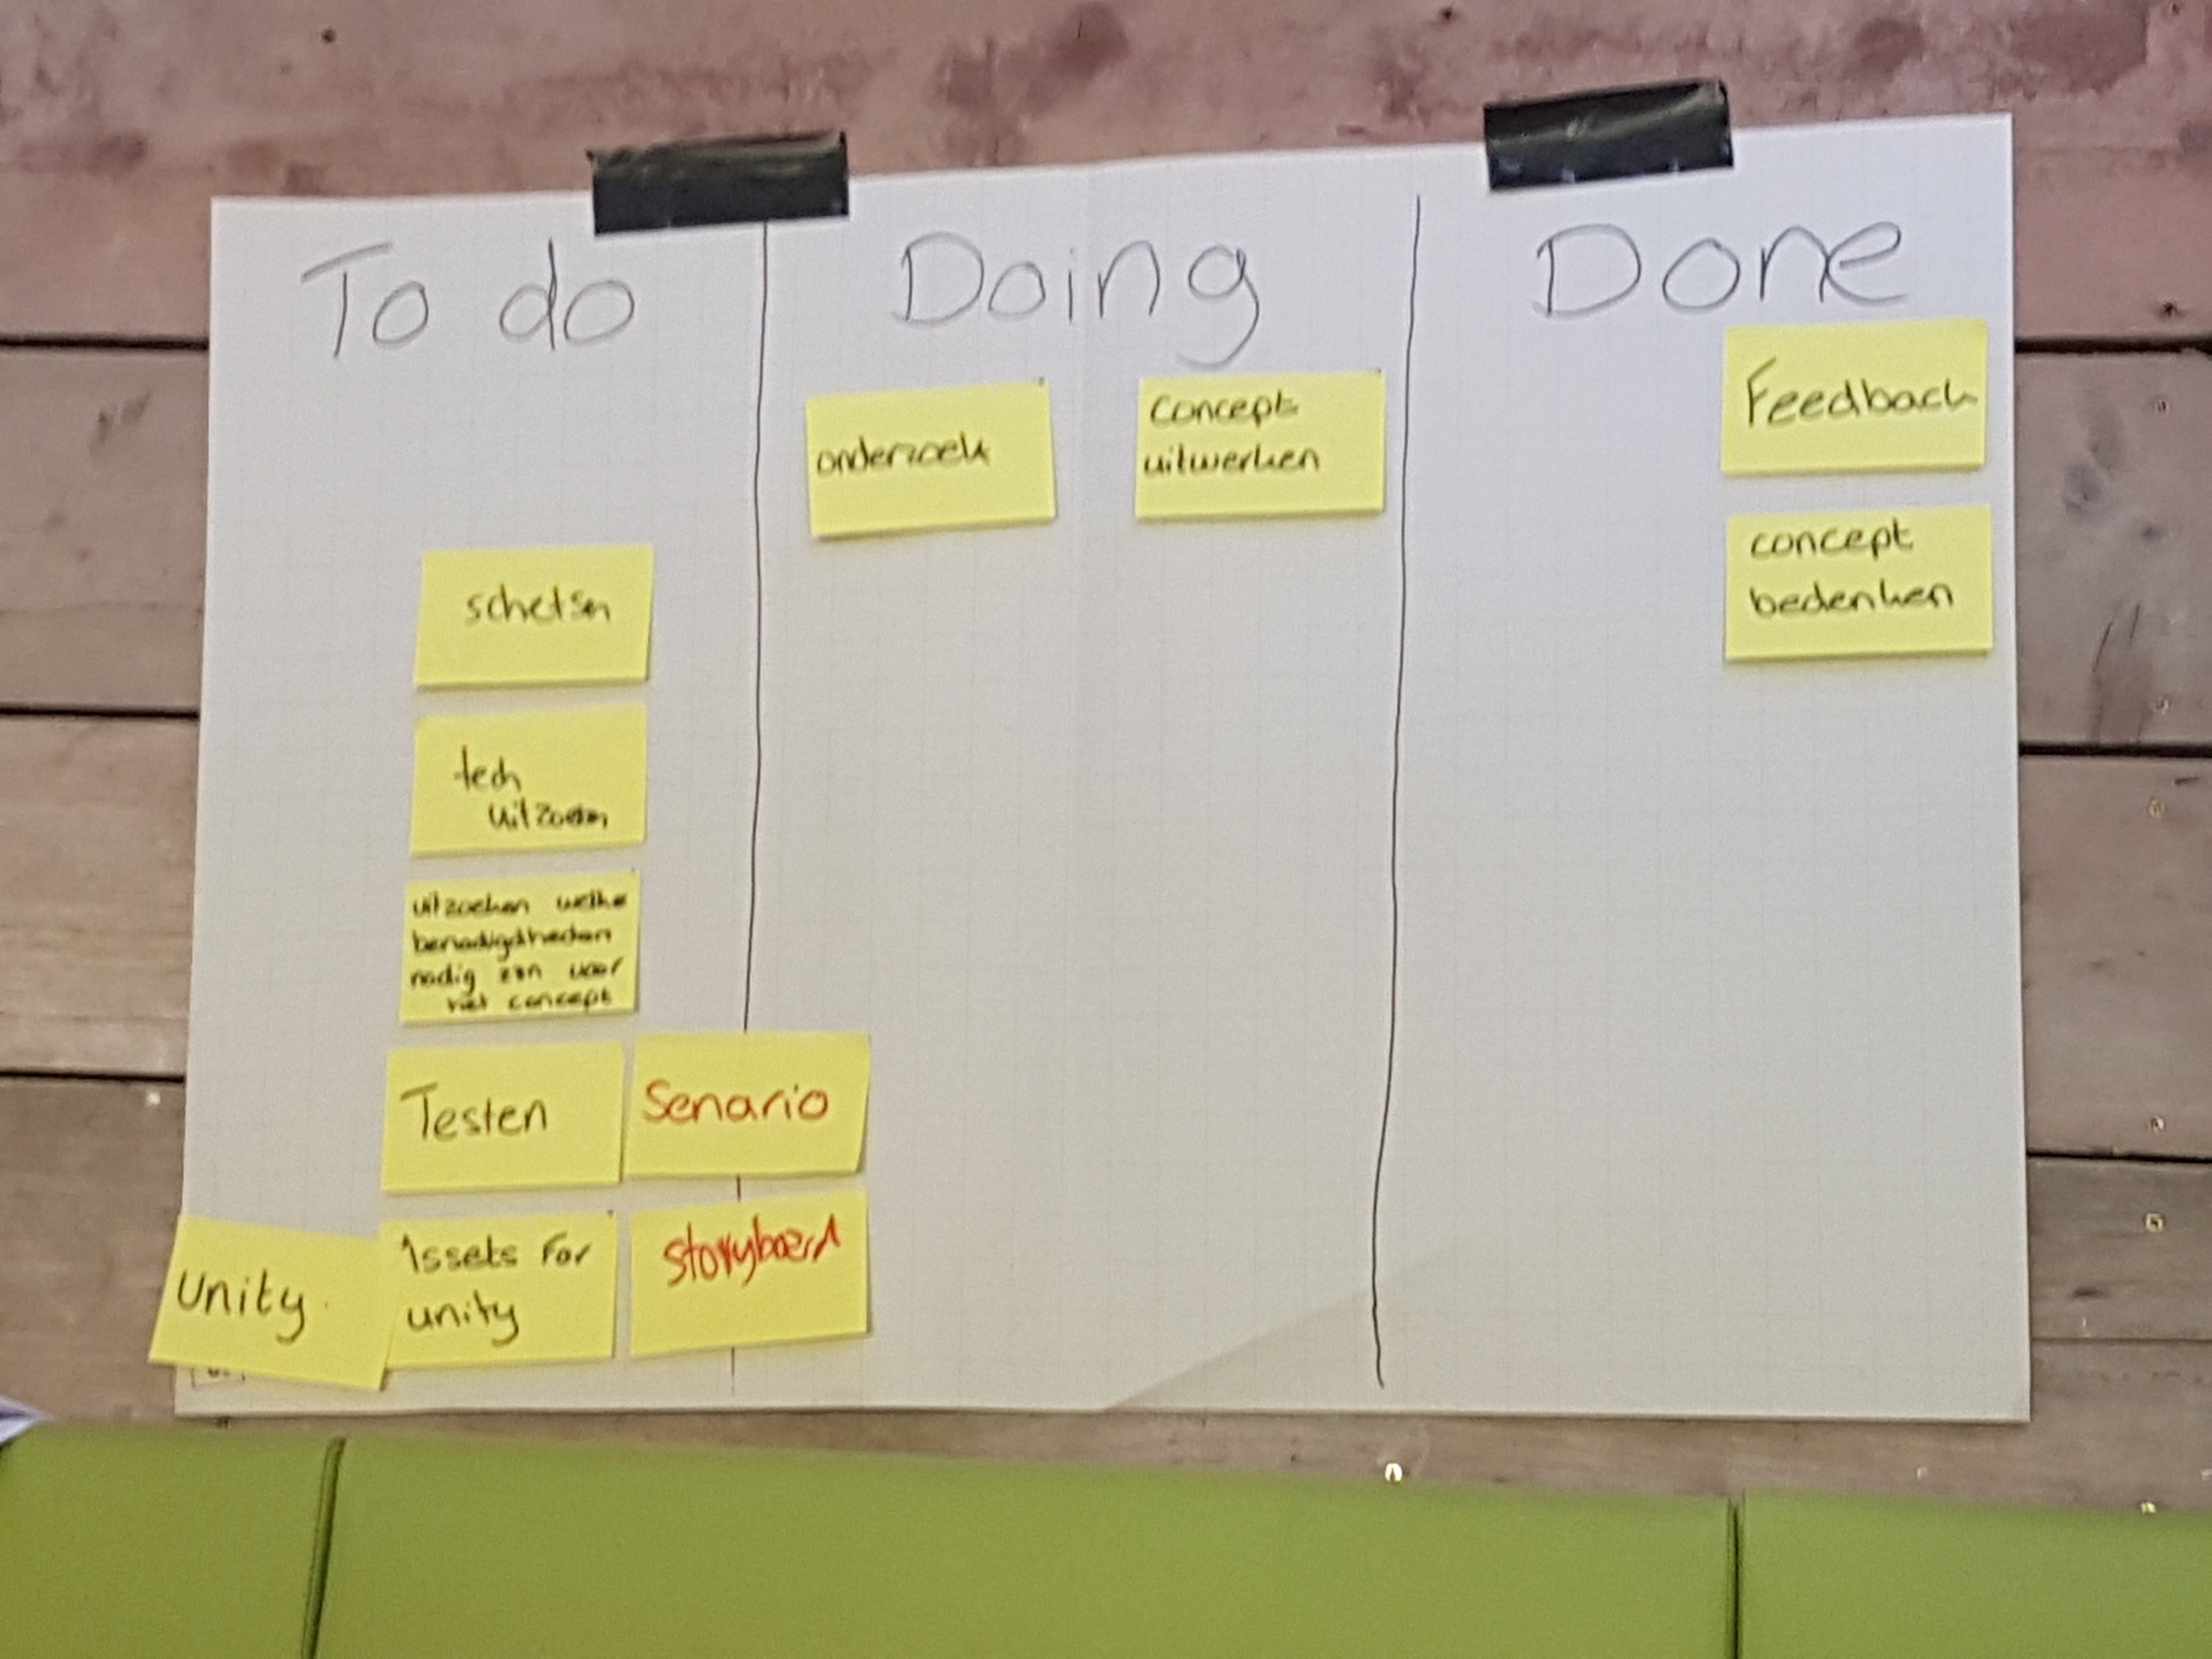 To do
Doing
Done
schetsen
tech
uitzoeken
uitzoeken welke
benodigdheden
nodig zijn voor
het concept
Testen
Senario
Unity
Assets For
unity
storyboard
onderzoek
Concept
uitwerken
Feedback
concept
bedenken